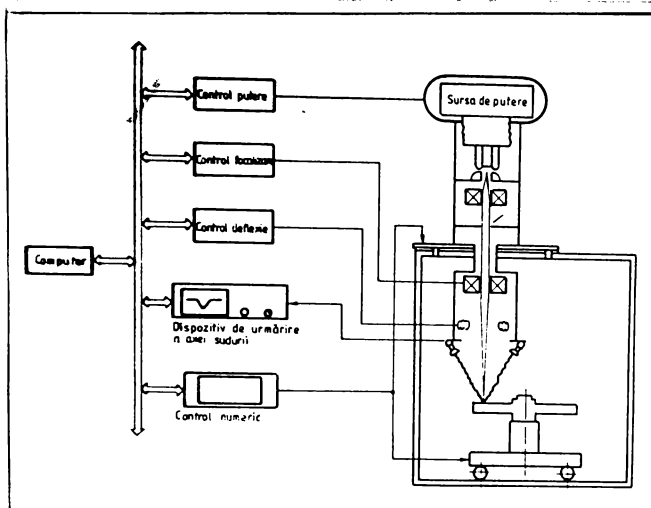 Control putere
Sursa de putere
Control focalizare
Control deflexie
Computer
Dispozitiv de urmărire
a axei sudurii
Control numeric